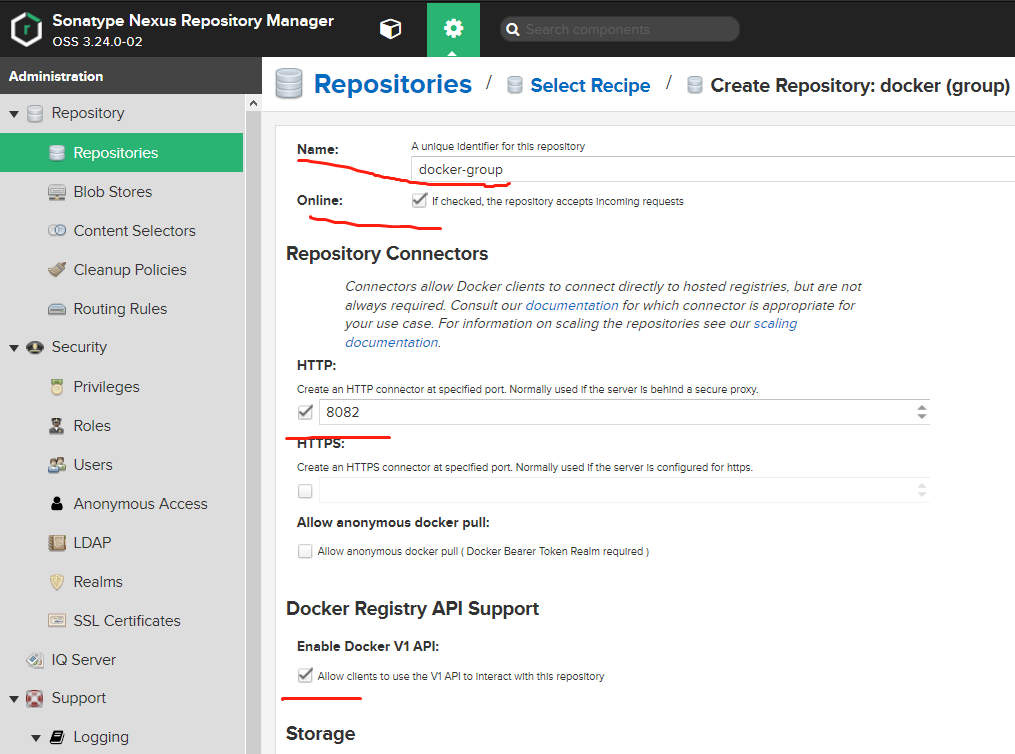 Sonatype Nexus Repository Manager
OSS 3.24.0-02
Search components
Administration
Repository
Repositories
Blob Stores
Content Selectors
Cleanup Policies
Routing Rules
Security
Privileges
Roles
Users
Anonymous Access
LDAP
Realms
SSL Certificates
IQ Server
Support
Logging
Repositories / Select Recipe / Create Repository: docker (group)
Name: A unique identifier for this repository
docker-group
Online: If checked, the repository accepts incoming requests
Repository Connectors
Connectors allow Docker clients to connect directly to hosted registries, but are not
always required. Consult our documentation for which connector is appropriate for
your use case. For information on scaling the repositories see our scaling
documentation.
HTTP:
Create an HTTP connector at specified port. Normally used if the server is behind a secure proxy.
8082
HTTPS:
Create an HTTPS connector at specified port. Normally used if the server is configured for https.
Allow anonymous docker pull:
Allow anonymous docker pull ( Docker Bearer Token Realm required )
Docker Registry API Support
Enable Docker V1 API:
Allow clients to use the V1 API to interact with this repository
Storage